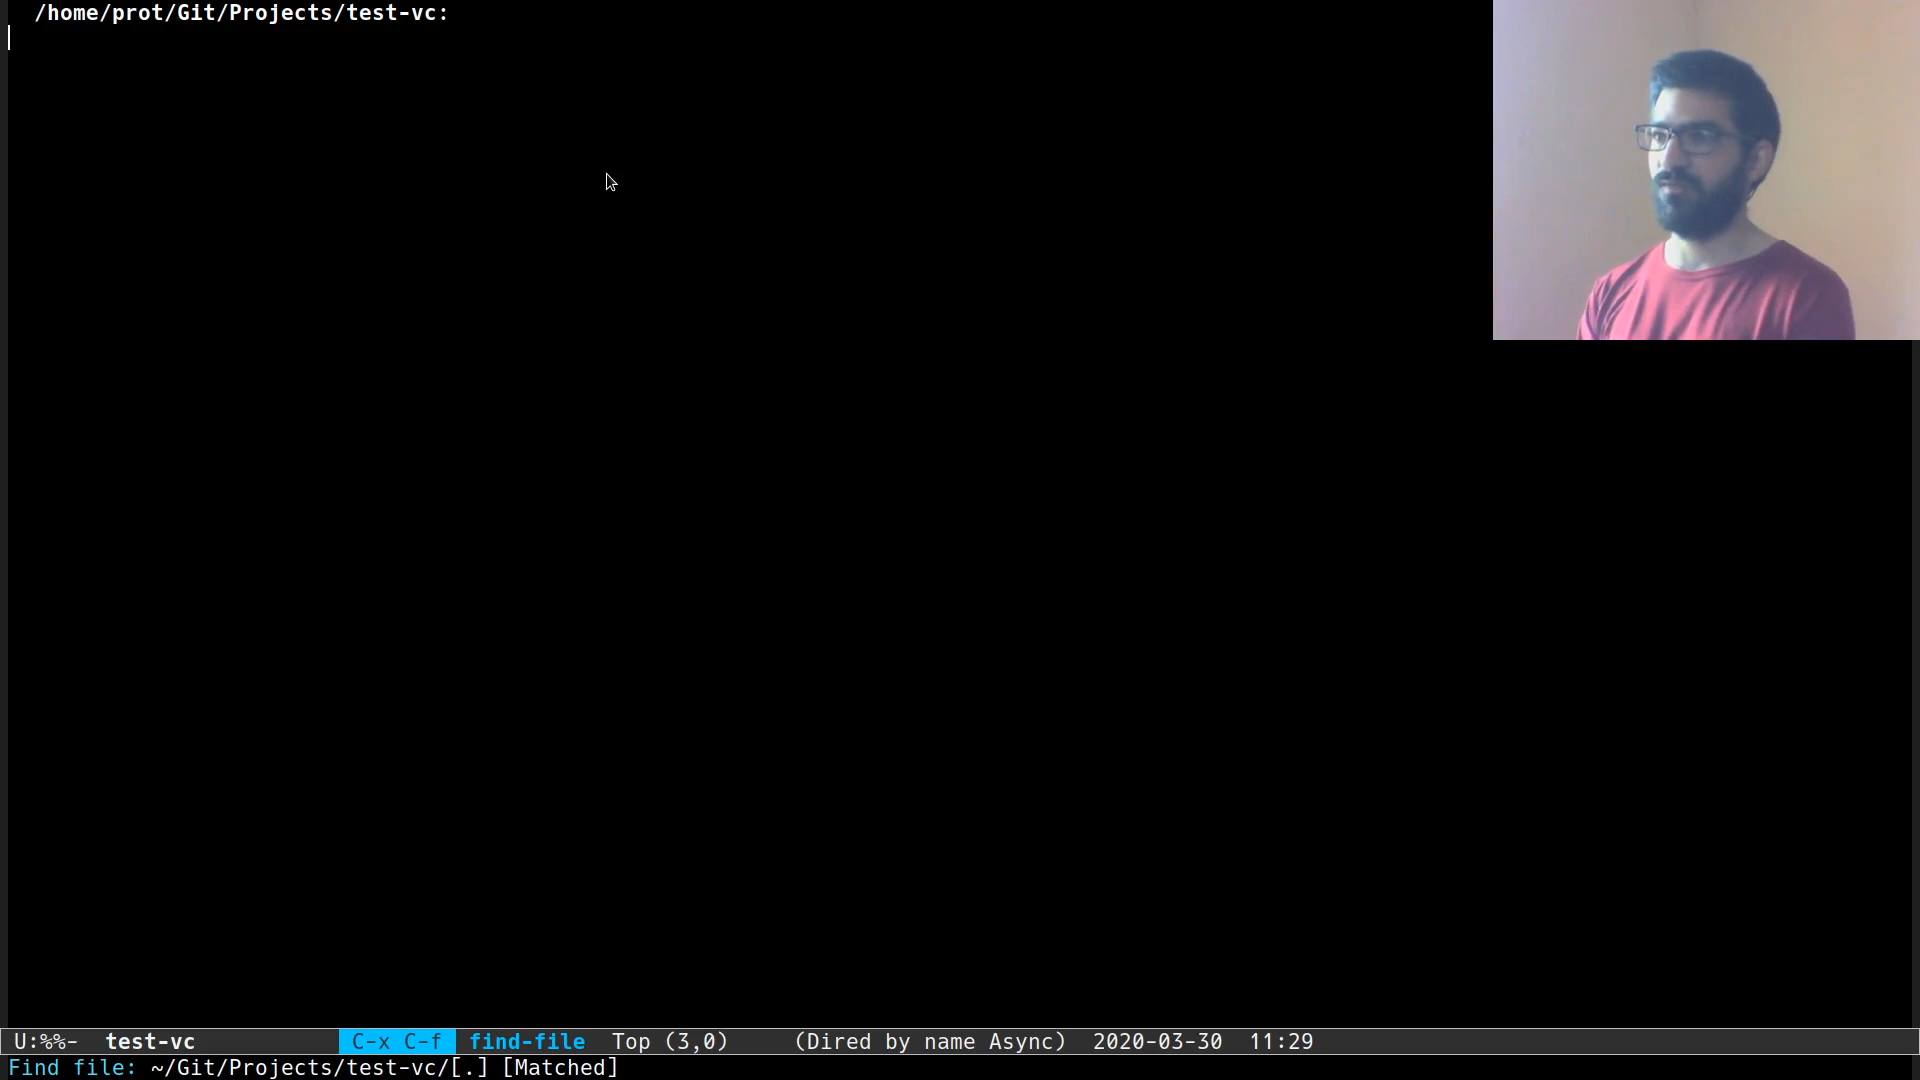 /home/prot/Git/Projects/test-vc:
U:%%- test-vc C-x C-f find-file Top (3,0) (Dired by name Async) 2020-03-30 11:29
Find file: ~/Git/Projects/test-vc/[.] [Matched]